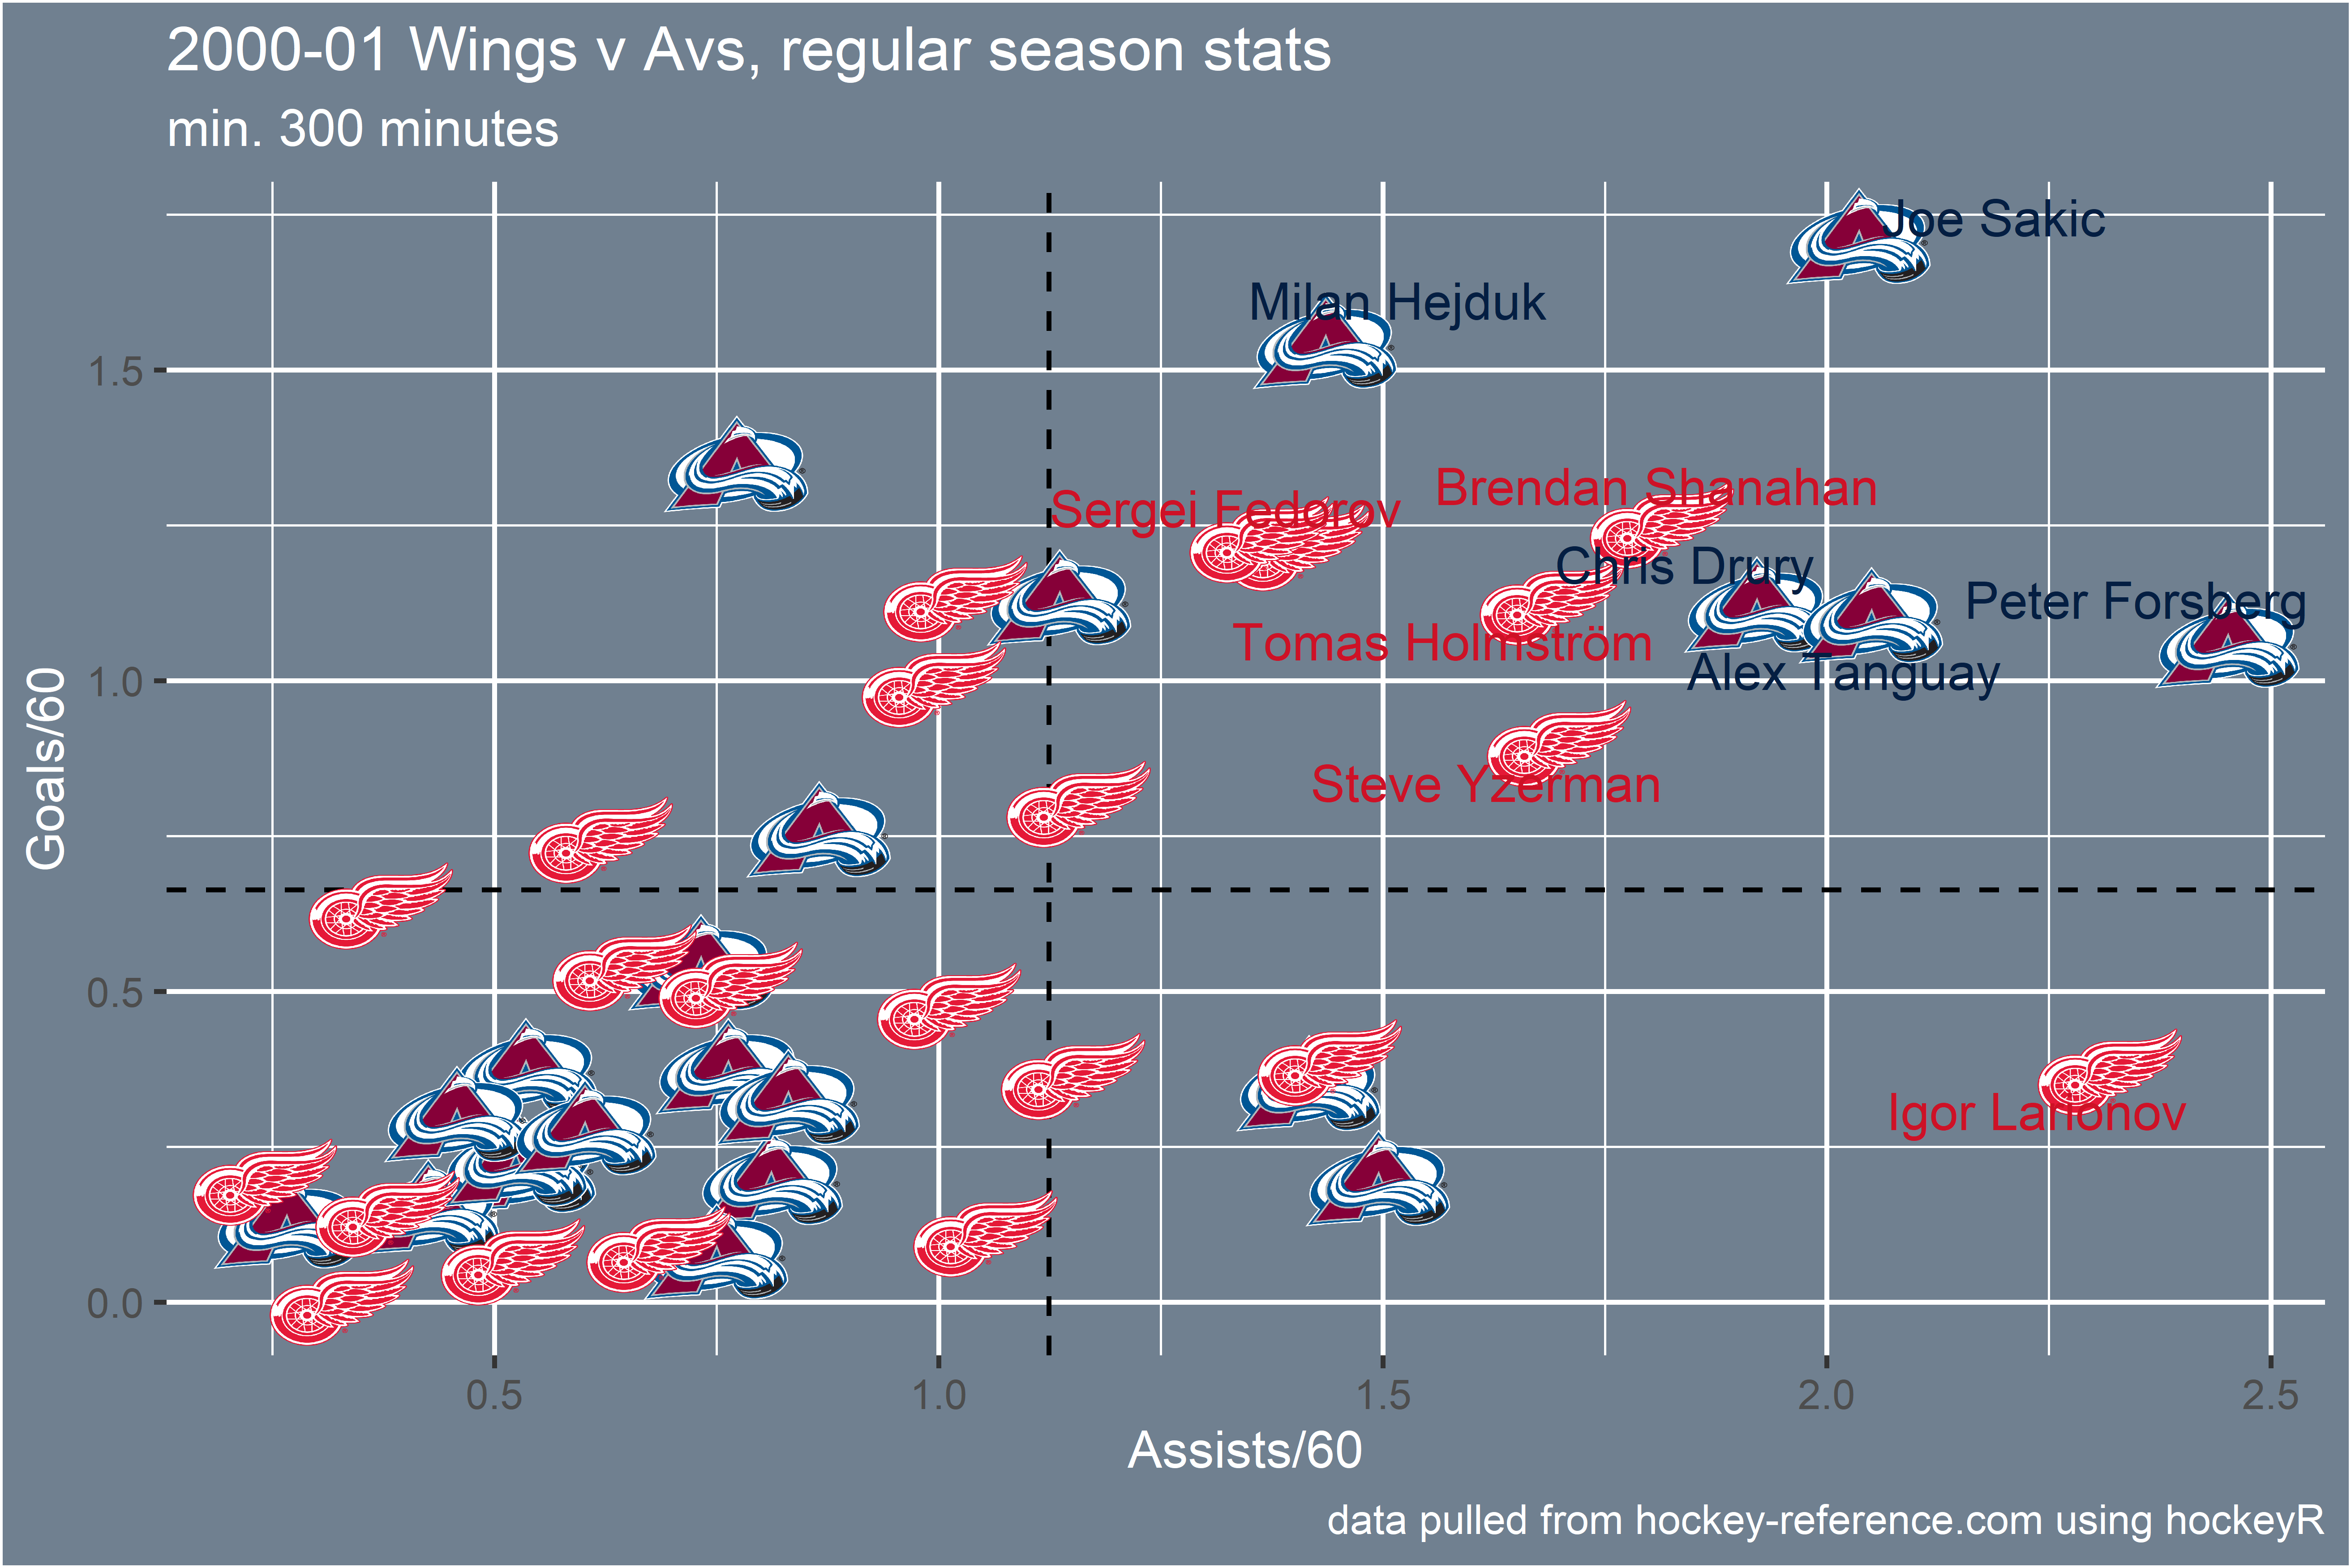 2000-01 Wings v Avs, regular season stats
min. 300 minutes
Joe Sakic
Milan Hejduk
1.5
Brendan Shanahan
Sergei Fedorov
Chris Drury
Peter Forsberg
Tomas Holmström
Alex Tanguay
1.0
Steve Yzerman
Goals/60
0.5
Igor Larionov
0.0
0.5 1.0 1.5 2.0 2.5
Assists/60
data pulled from hockey-reference.com using hockeyR